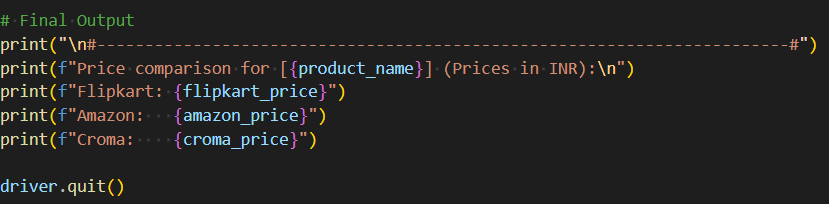 # Final Output
print("\n#------------------------------------------------------------------------#")
print(f"Price comparison for [{product_name}] (Prices in INR):\n")
print(f"Flipkart: {flipkart_price}")
print(f"Amazon:   {amazon_price}")
print(f"Croma:    {croma_price}")
driver.quit()